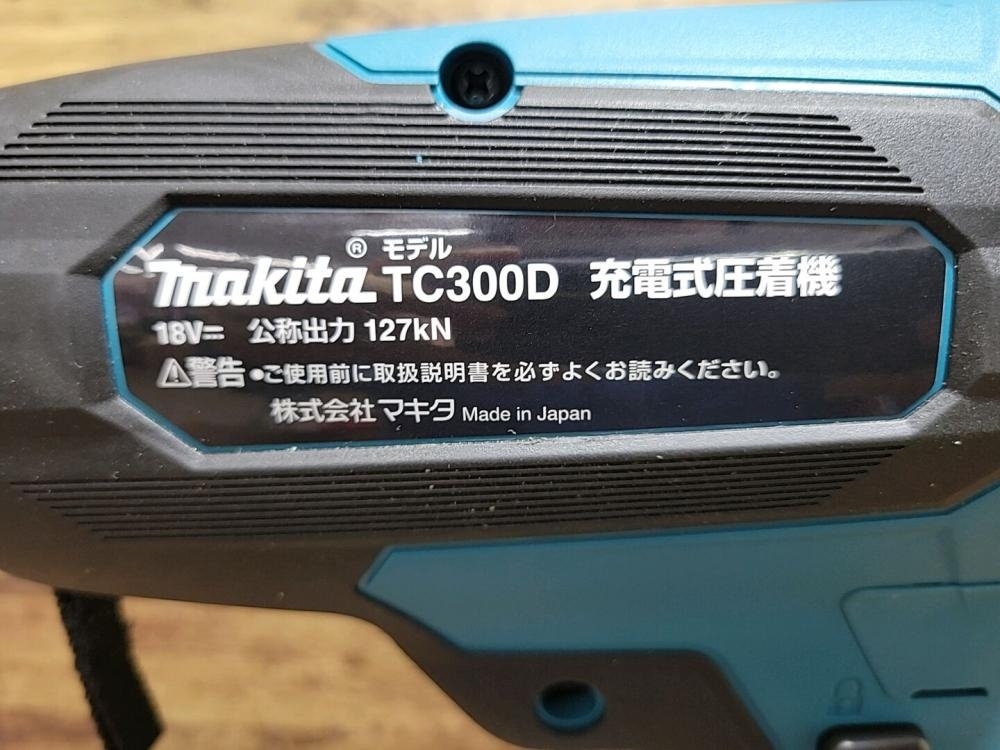 makita® モデル TC300D 充電式圧着機
18V⎓ 公称出力 127kN
⚠警告 •ご使用前に取扱説明書を必ずよくお読みください。
株式会社マキタ Made in Japan